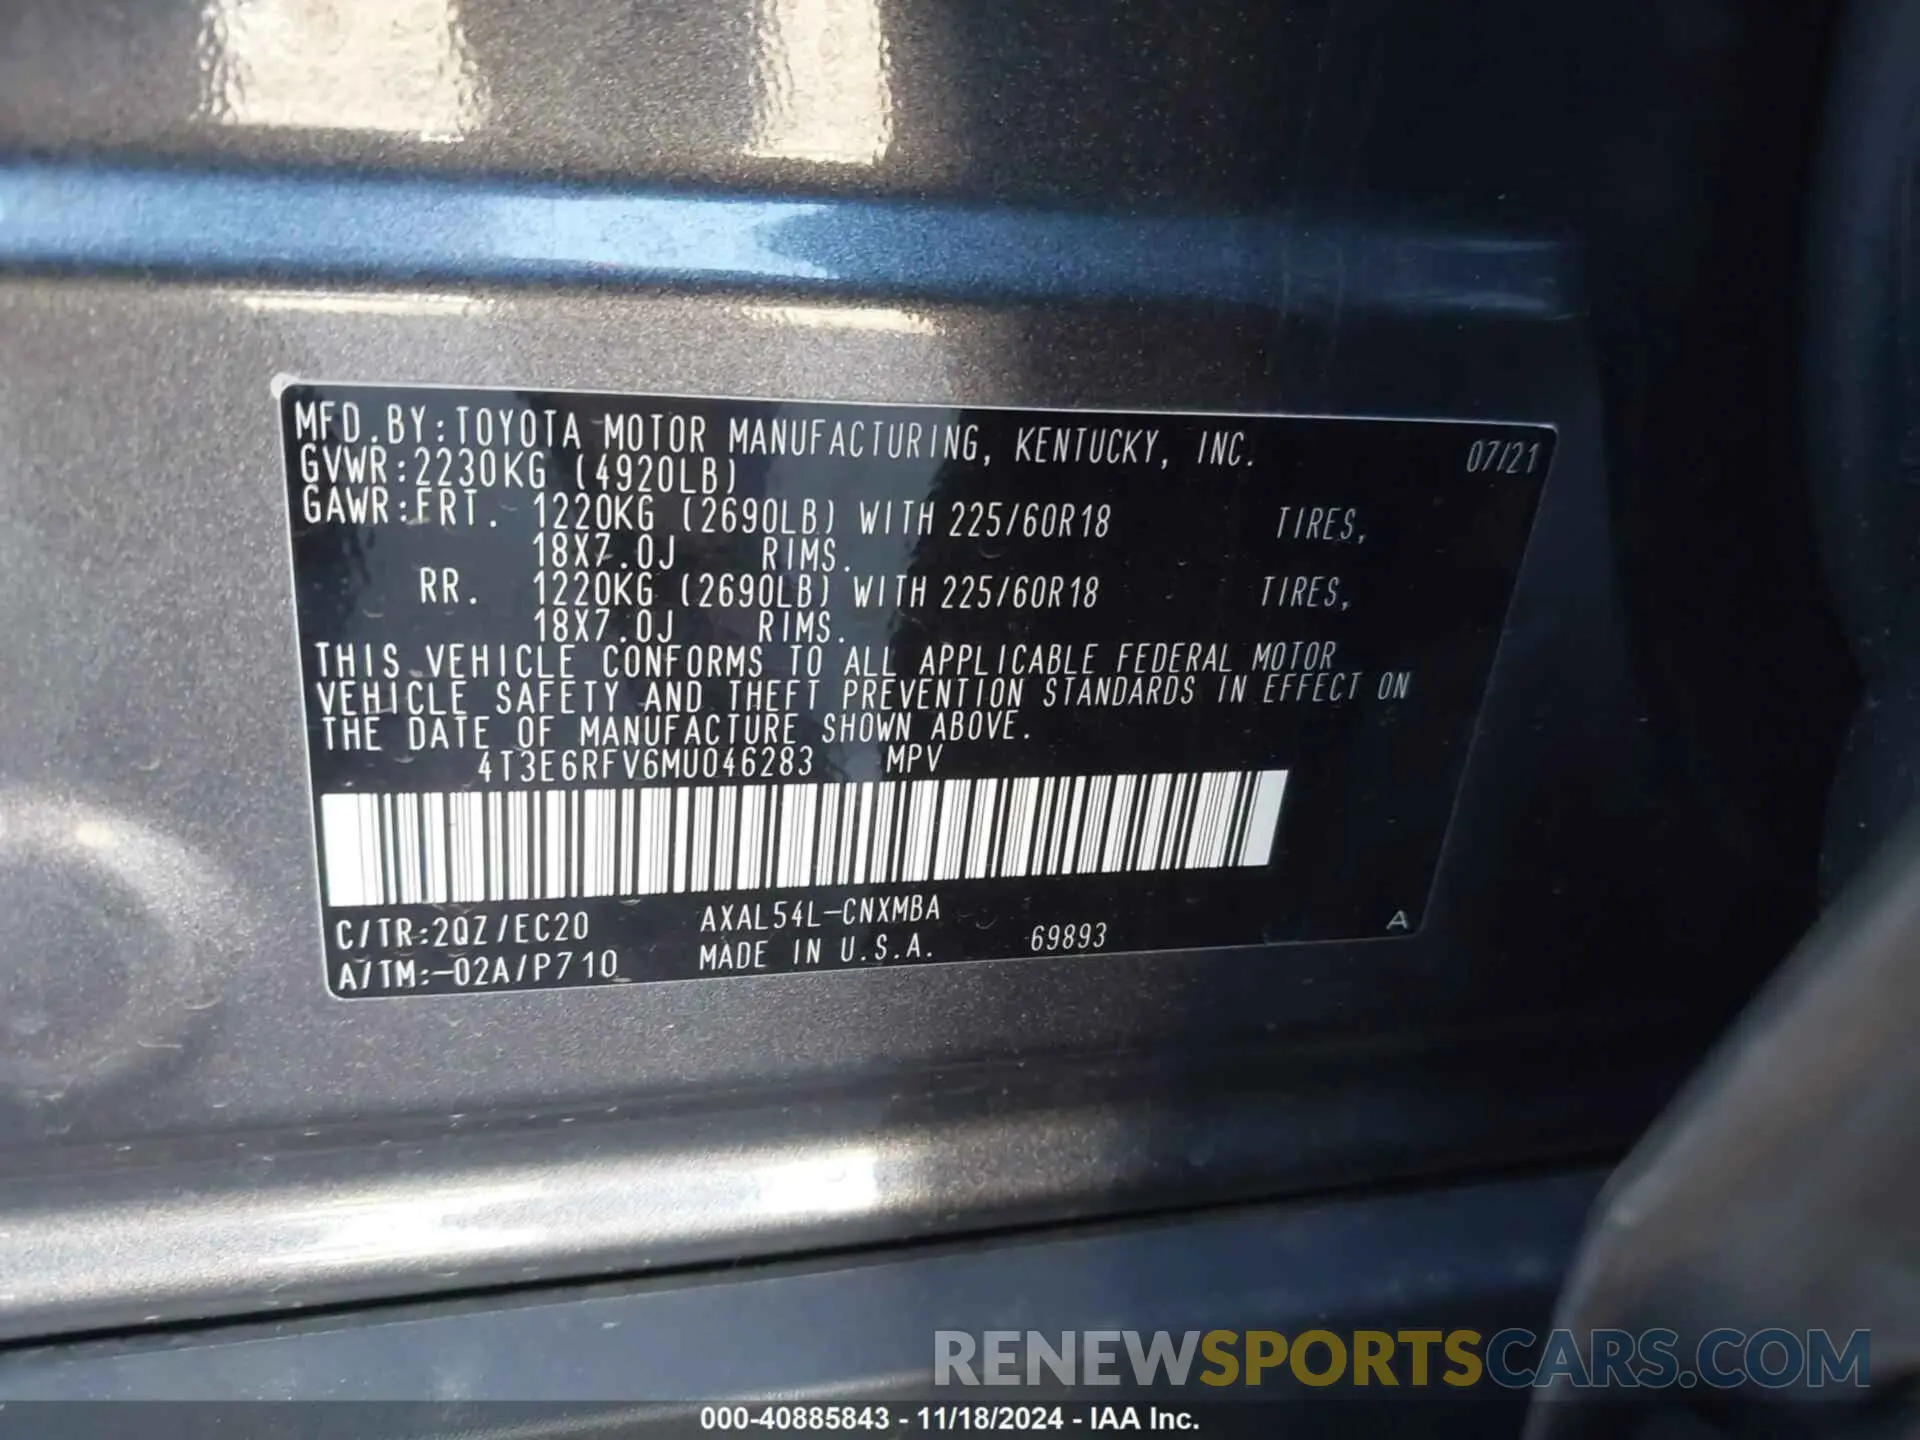 MFD.BY:TOYOTA MOTOR MANUFACTURING, KENTUCKY, INC. 07/21
GVWR:2230KG (4920LB)
GAWR:FRT. 1220KG (2690LB) WITH 225/60R18 TIRES,
18X7.0J RIMS.
RR. 1220KG (2690LB) WITH 225/60R18 TIRES,
18X7.0J RIMS.
THIS VEHICLE CONFORMS TO ALL APPLICABLE FEDERAL MOTOR
VEHICLE SAFETY AND THEFT PREVENTION STANDARDS IN EFFECT ON
THE DATE OF MANUFACTURE SHOWN ABOVE.
4T3E6RFV6MU046283 MPV
C/TR:2QZ/EC20 AXAL54L-CNXMBA A
A/TM:-02A/P710 MADE IN U.S.A. 69893
RENEWSPORTSCARS.COM
000-40885843 - 11/18/2024 - IAA Inc.